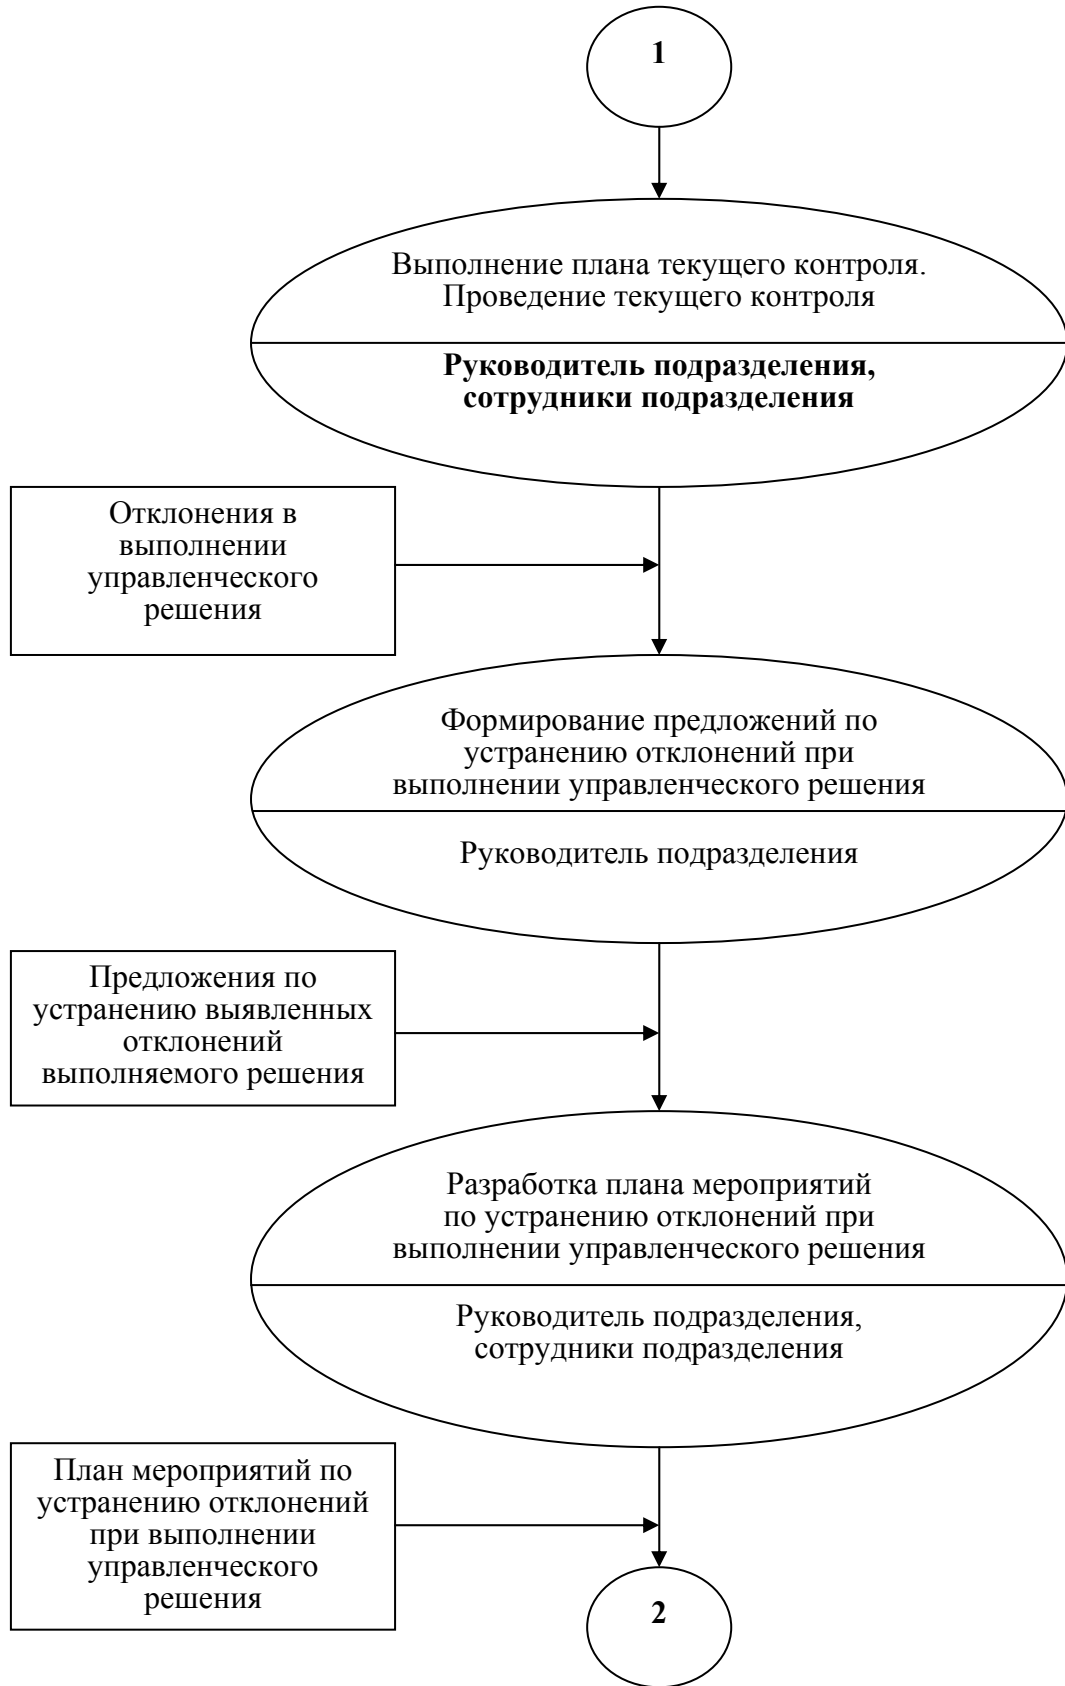 1
Выполнение плана текущего контроля.
Проведение текущего контроля
Руководитель подразделения,
сотрудники подразделения
Отклонения в
выполнении
управленческого
решения
Формирование предложений по
устранению отклонений при
выполнении управленческого решения
Руководитель подразделения
Предложения по
устранению выявленных
отклонений
выполняемого решения
Разработка плана мероприятий
по устранению отклонений при
выполнении управленческого решения
Руководитель подразделения,
сотрудники подразделения
План мероприятий по
устранению отклонений
при выполнении
управленческого
решения
2